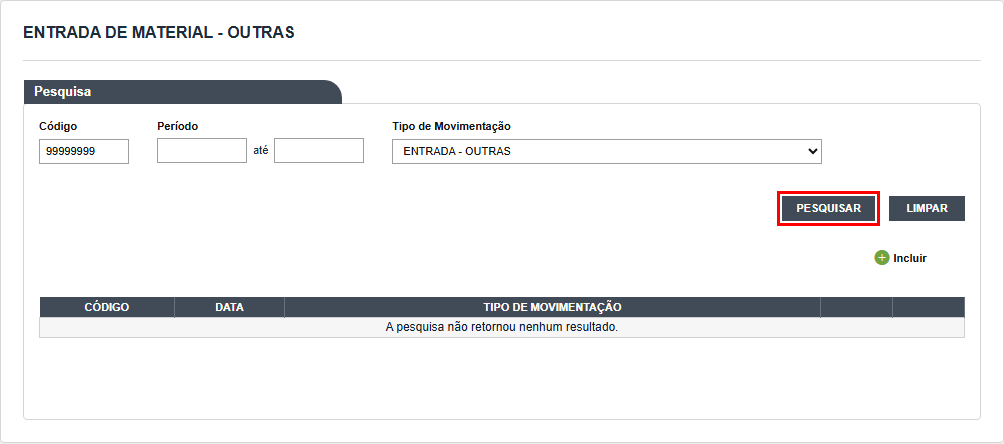 ENTRADA DE MATERIAL - OUTRAS
Pesquisa
Código Período Tipo de Movimentação
99999999 até ENTRADA - OUTRAS
PESQUISAR LIMPAR
Incluir
CÓDIGO DATA TIPO DE MOVIMENTAÇÃO
A pesquisa não retornou nenhum resultado.